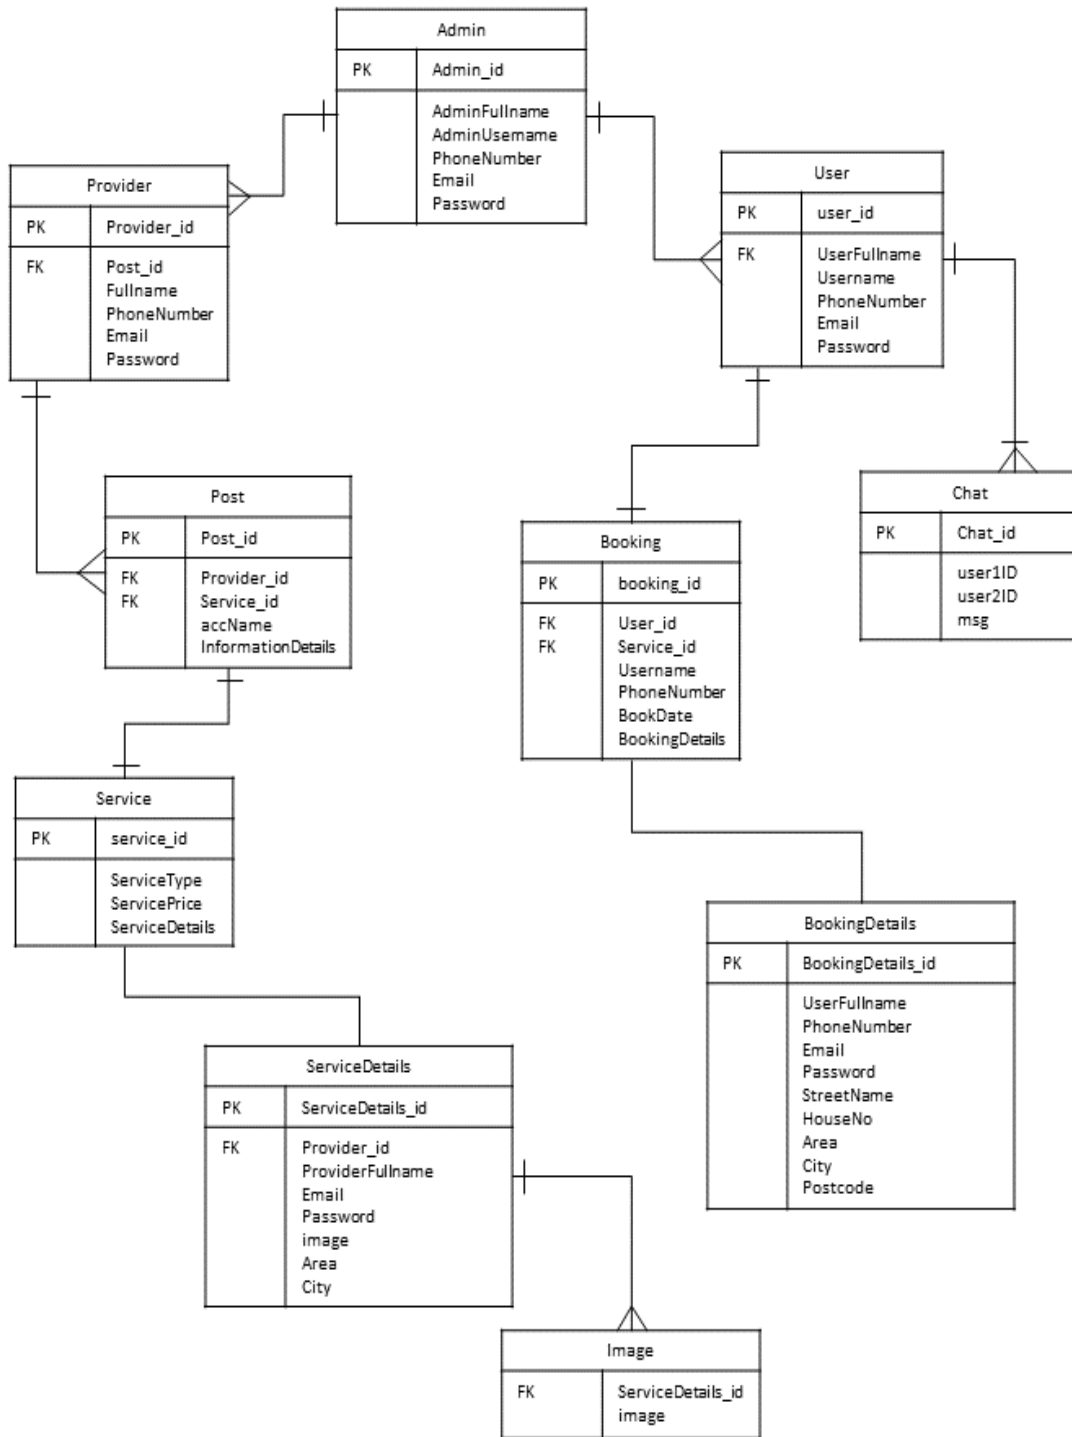 Admin
PK Admin_id
AdminFullname
AdminUsername
PhoneNumber
Email
Password
Provider
PK Provider_id
FK Post_id
Fullname
PhoneNumber
Email
Password
User
PK user_id
FK UserFullname
Username
PhoneNumber
Email
Password
Post
PK Post_id
FK Provider_id
FK Service_id
accName
InformationDetails
Booking
PK booking_id
FK User_id
FK Service_id
Username
PhoneNumber
BookDate
BookingDetails
Chat
PK Chat_id
user1ID
user2ID
msg
Service
PK service_id
ServiceType
ServicePrice
ServiceDetails
BookingDetails
PK BookingDetails_id
UserFullname
PhoneNumber
Email
Password
StreetName
HouseNo
Area
City
Postcode
ServiceDetails
PK ServiceDetails_id
FK Provider_id
ProviderFullname
Email
Password
image
Area
City
Image
FK ServiceDetails_id
image